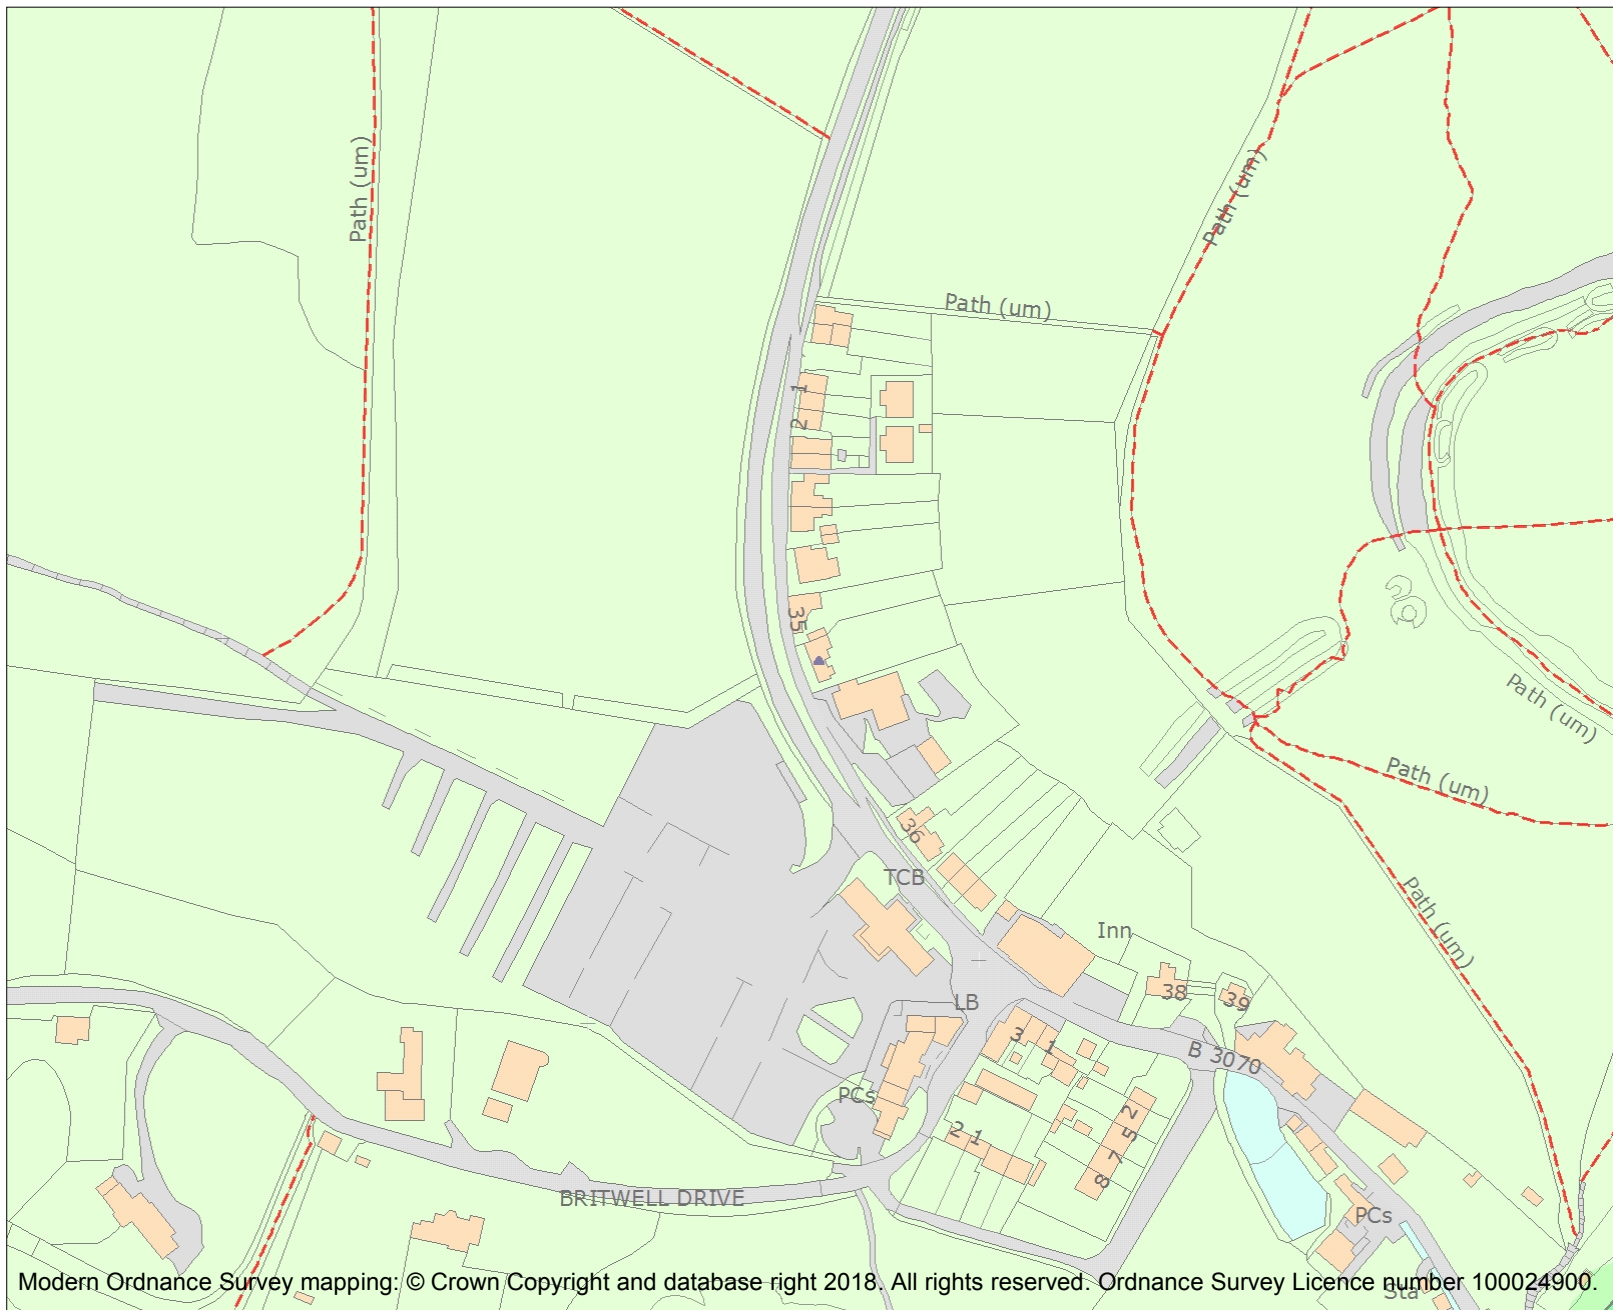 Path (um)
Path (um)
Path (um)
1
2
35
Path (um)
Path (um)
36
TCB
Path (um)
Inn
38
39
LB
3
1
B 3070
PCs
2
2
1
5
7
8
BRITWELL DRIVE
PCs
Modern Ordnance Survey mapping: © Crown Copyright and database right 2018. All rights reserved. Ordnance Survey Licence number 100024900.
Sta